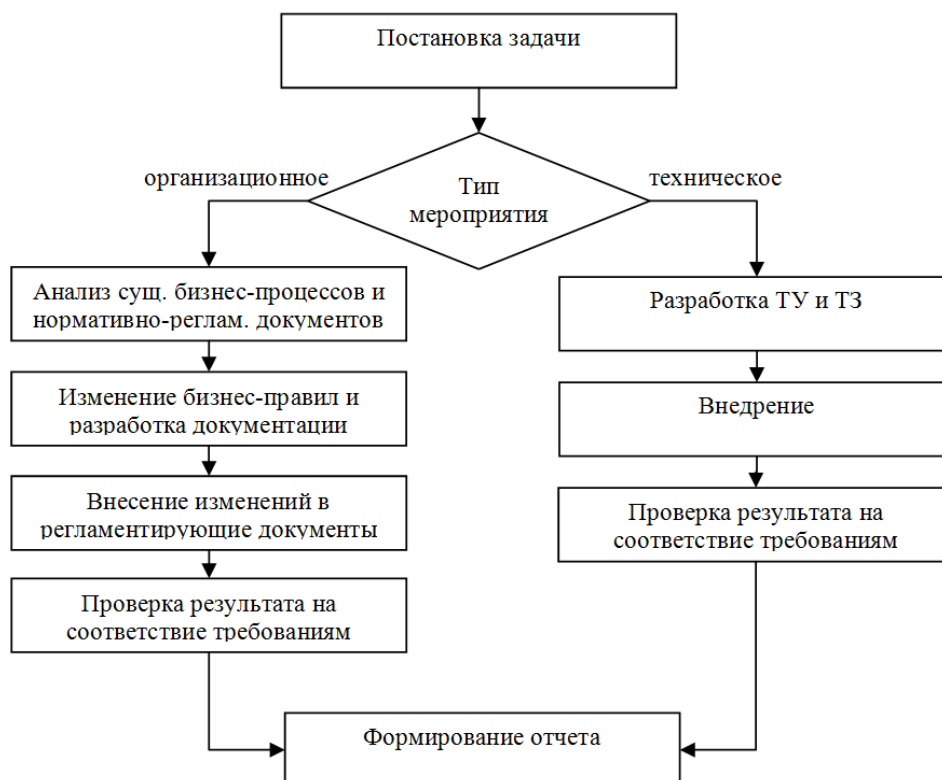 Постановка задачи
организационное
Тип
мероприятия
техническое
Анализ сущ. бизнес-процессов и
нормативно-реглам. документов
Изменение бизнес-правил и
разработка документации
Внесение изменений в
регламентирующие документы
Проверка результата на
соответствие требованиям
Разработка ТУ и ТЗ
Внедрение
Проверка результата на
соответствие требованиям
Формирование отчета